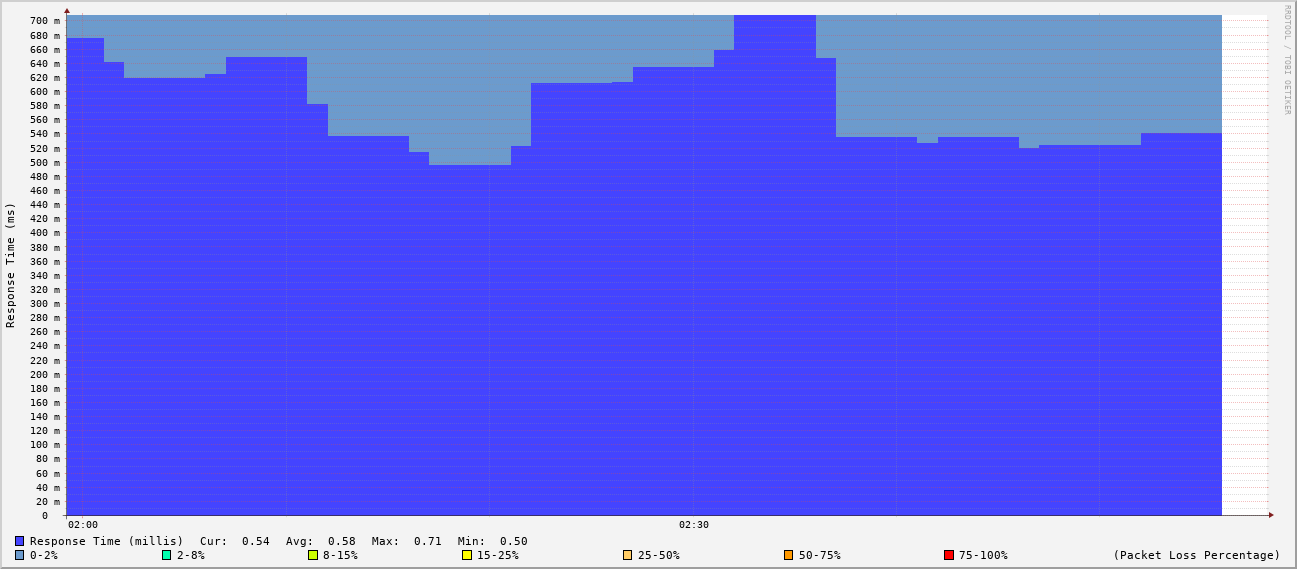 RRDTOOL / TOBI OETIKER
Response Time (ms)
700 m
680 m
660 m
640 m
620 m
600 m
580 m
560 m
540 m
520 m
500 m
480 m
460 m
440 m
420 m
400 m
380 m
360 m
340 m
320 m
300 m
280 m
260 m
240 m
220 m
200 m
180 m
160 m
140 m
120 m
100 m
80 m
60 m
40 m
20 m
0
02:00 02:30
Response Time (millis) Cur: 0.54 Avg: 0.58 Max: 0.71 Min: 0.50
0-2% 2-8% 8-15% 15-25% 25-50% 50-75% 75-100% (Packet Loss Percentage)